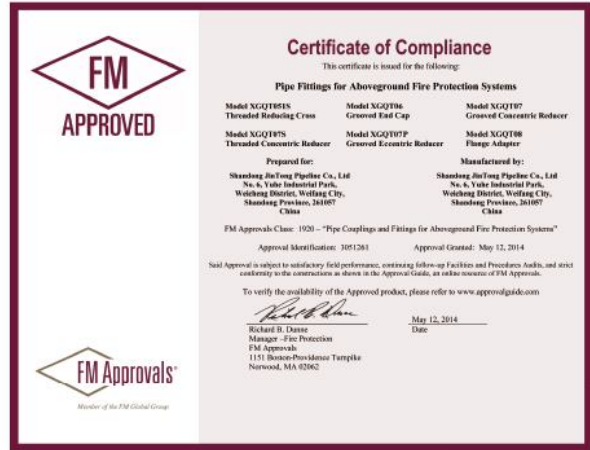 FM
APPROVED
Certificate of Compliance
This certificate is issued for the following:
Pipe Fittings for Aboveground Fire Protection Systems
Model XGQT051S Model XGQT06 Model XGQT07
Threaded Reducing Cross Grooved End Cap Grooved Concentric Reducer
Model XGQT07S Model XGQT07P Model XGQT08
Threaded Concentric Reducer Grooved Eccentric Reducer Flange Adapter
Prepared for: Manufactured by:
Shandong JinTong Pipeline Co., Ltd Shandong JinTong Pipeline Co., Ltd
No. 6, Yuhe Industrial Park, No. 6, Yuhe Industrial Park,
Weicheng District, Weifang City, Weicheng District, Weifang City,
Shandong Province, 261057 Shandong Province, 261057
China China
FM Approvals Class: 1920 – "Pipe Couplings and Fittings for Aboveground Fire Protection Systems"
Approval Identification: 3051261 Approval Granted: May 12, 2014
Said Approval is subject to satisfactory field performance, continuing follow-up Facilities and Procedures Audits, and strict
conformity to the constructions as shown in the Approval Guide, an online resource of FM Approvals.
To verify the availability of the Approved product, please refer to www.approvalguide.com
Richard B. Dunne
Richard B. Dunne May 12, 2014
Manager –Fire Protection Date
FM Approvals
1151 Boston-Providence Turnpike
Norwood, MA 02062
FM Approvals
Member of the FM Global Group